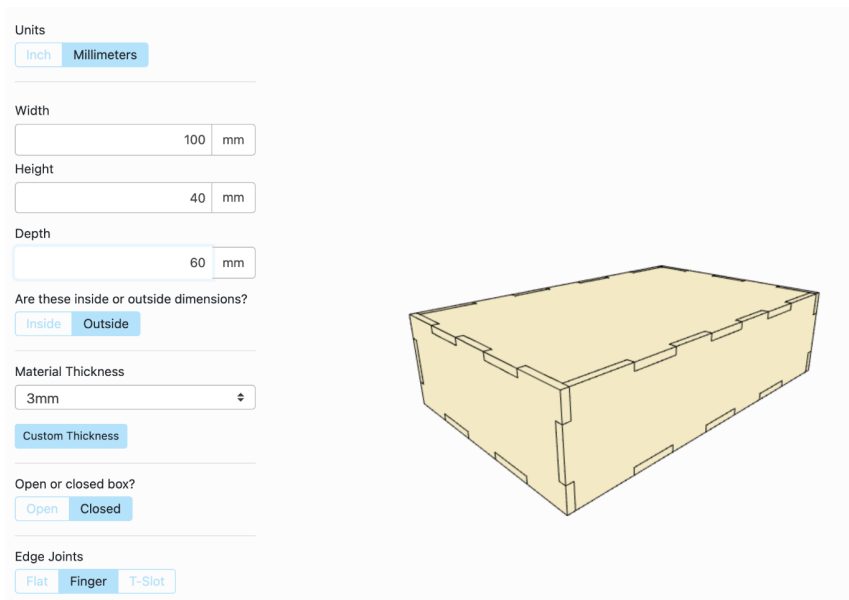 Units
Inch Millimeters
Width
100 mm
Height
40 mm
Depth
60 mm
Are these inside or outside dimensions?
Inside Outside
Material Thickness
3mm
Custom Thickness
Open or closed box?
Open Closed
Edge Joints
Flat Finger T-Slot